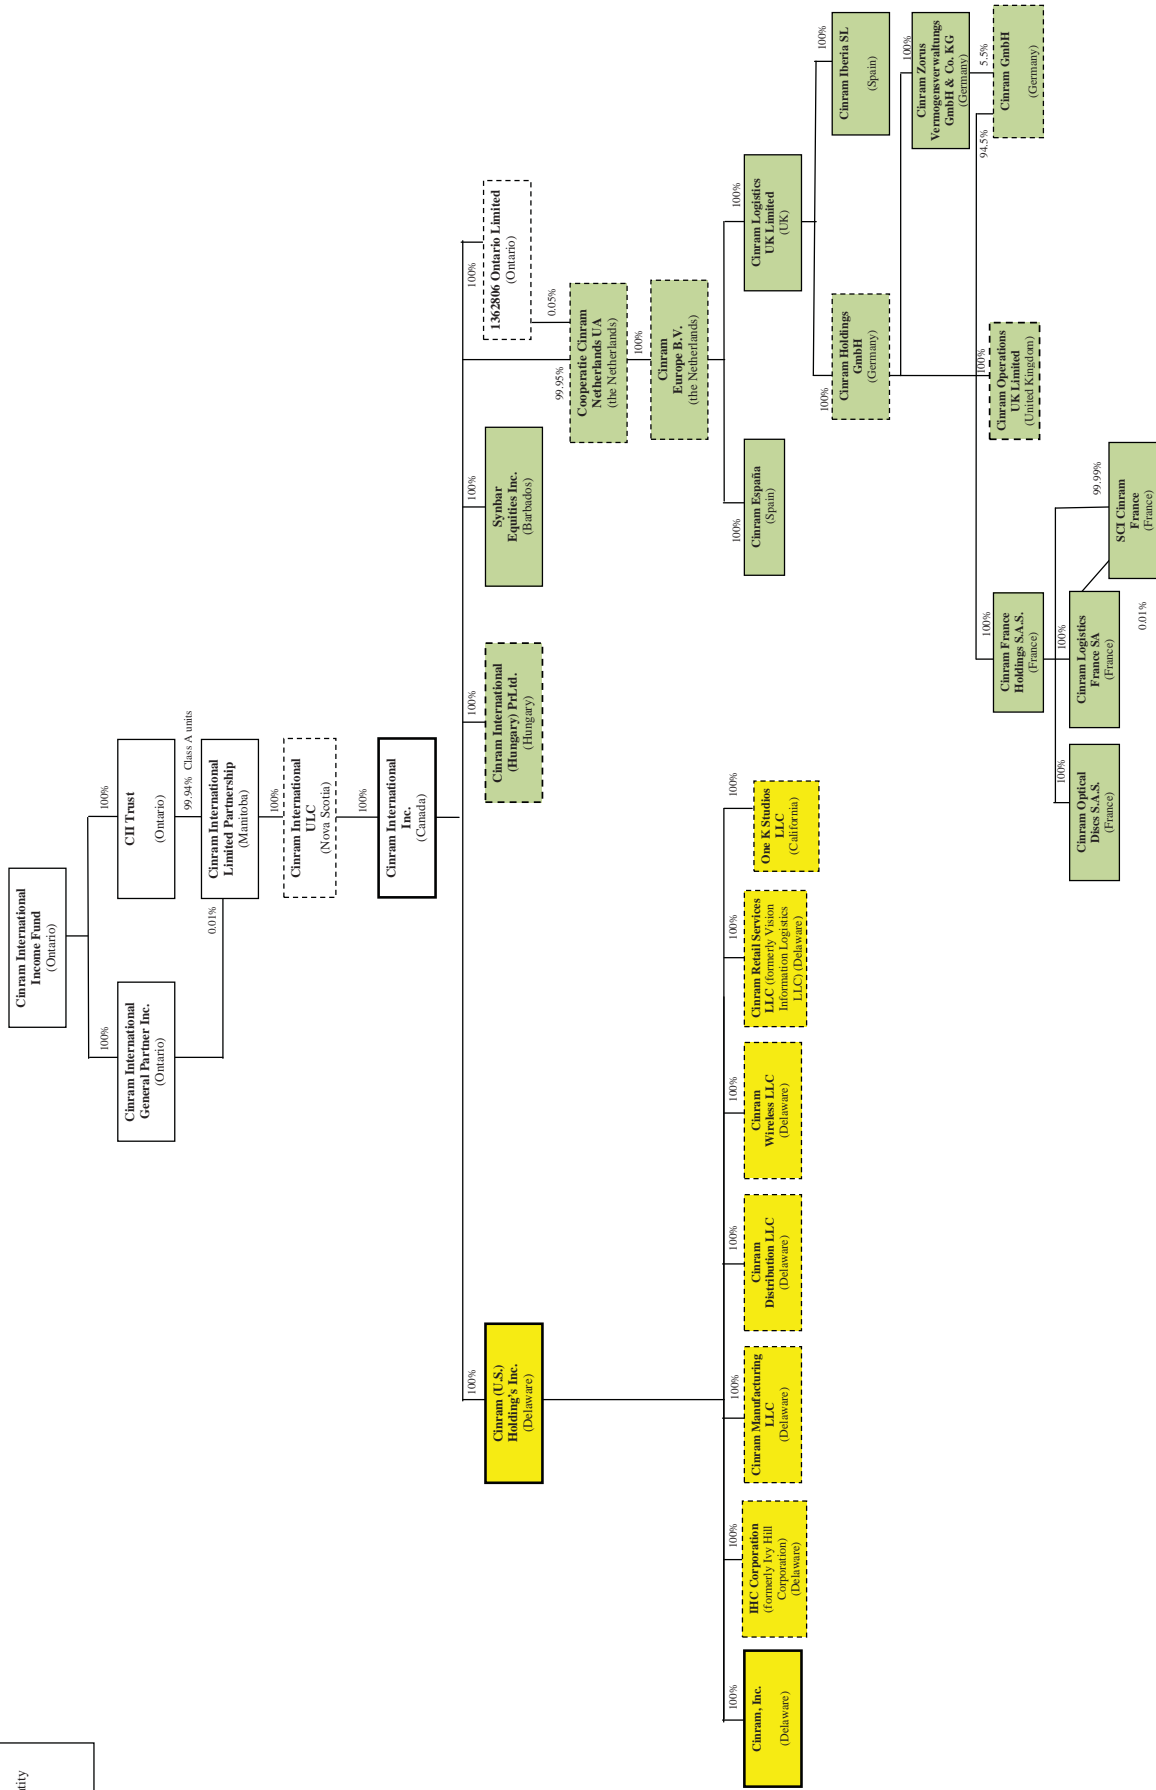 Cinram International
Income Fund
(Ontario)
100%
100%
Cinram International
General Partner Inc.
(Ontario)
CII Trust
(Ontario)
99.94% Class A units
0.01%
Cinram International
Limited Partnership
(Manitoba)
100%
Cinram International
ULC
(Nova Scotia)
100%
Cinram International
Inc.
(Canada)
100%
100%
100%
100%
Cinram (U.S.)
Holding's Inc.
(Delaware)
Cinram International
(Hungary) PrLtd.
(Hungary)
Synbar
Equities Inc.
(Barbados)
1362806 Ontario Limited
(Ontario)
99.95%
0.05%
Cooperatie Cinram
Netherlands UA
(the Netherlands)
100%
Cinram
Europe B.V.
(the Netherlands)
100%
100%
100%
100%
100%
100%
100%
100%
100%
Cinram, Inc.
(Delaware)
IHC Corporation
(formerly Ivy Hill
Corporation)
(Delaware)
Cinram Manufacturing
LLC
(Delaware)
Cinram
Distribution LLC
(Delaware)
Cinram
Wireless LLC
(Delaware)
Cinram Retail Services
LLC (formerly Vision
Information Logistics
LLC) (Delaware)
One K Studios
LLC
(California)
Cinram España
(Spain)
Cinram Logistics
UK Limited
(UK)
100%
100%
Cinram Holdings
GmbH
(Germany)
Cinram Iberia SL
(Spain)
100%
Cinram Zorus
Vermogensverwaltungs
GmbH & Co. KG
(Germany)
100%
100%
94.5%
5.5%
Cinram France
Holdings S.A.S.
(France)
Cinram Operations
UK Limited
(United Kingdom)
Cinram GmbH
(Germany)
100%
100%
99.99%
Cinram Optical
Discs S.A.S.
(France)
Cinram Logistics
France SA
(France)
SCI Cinram
France
(France)
0.01%